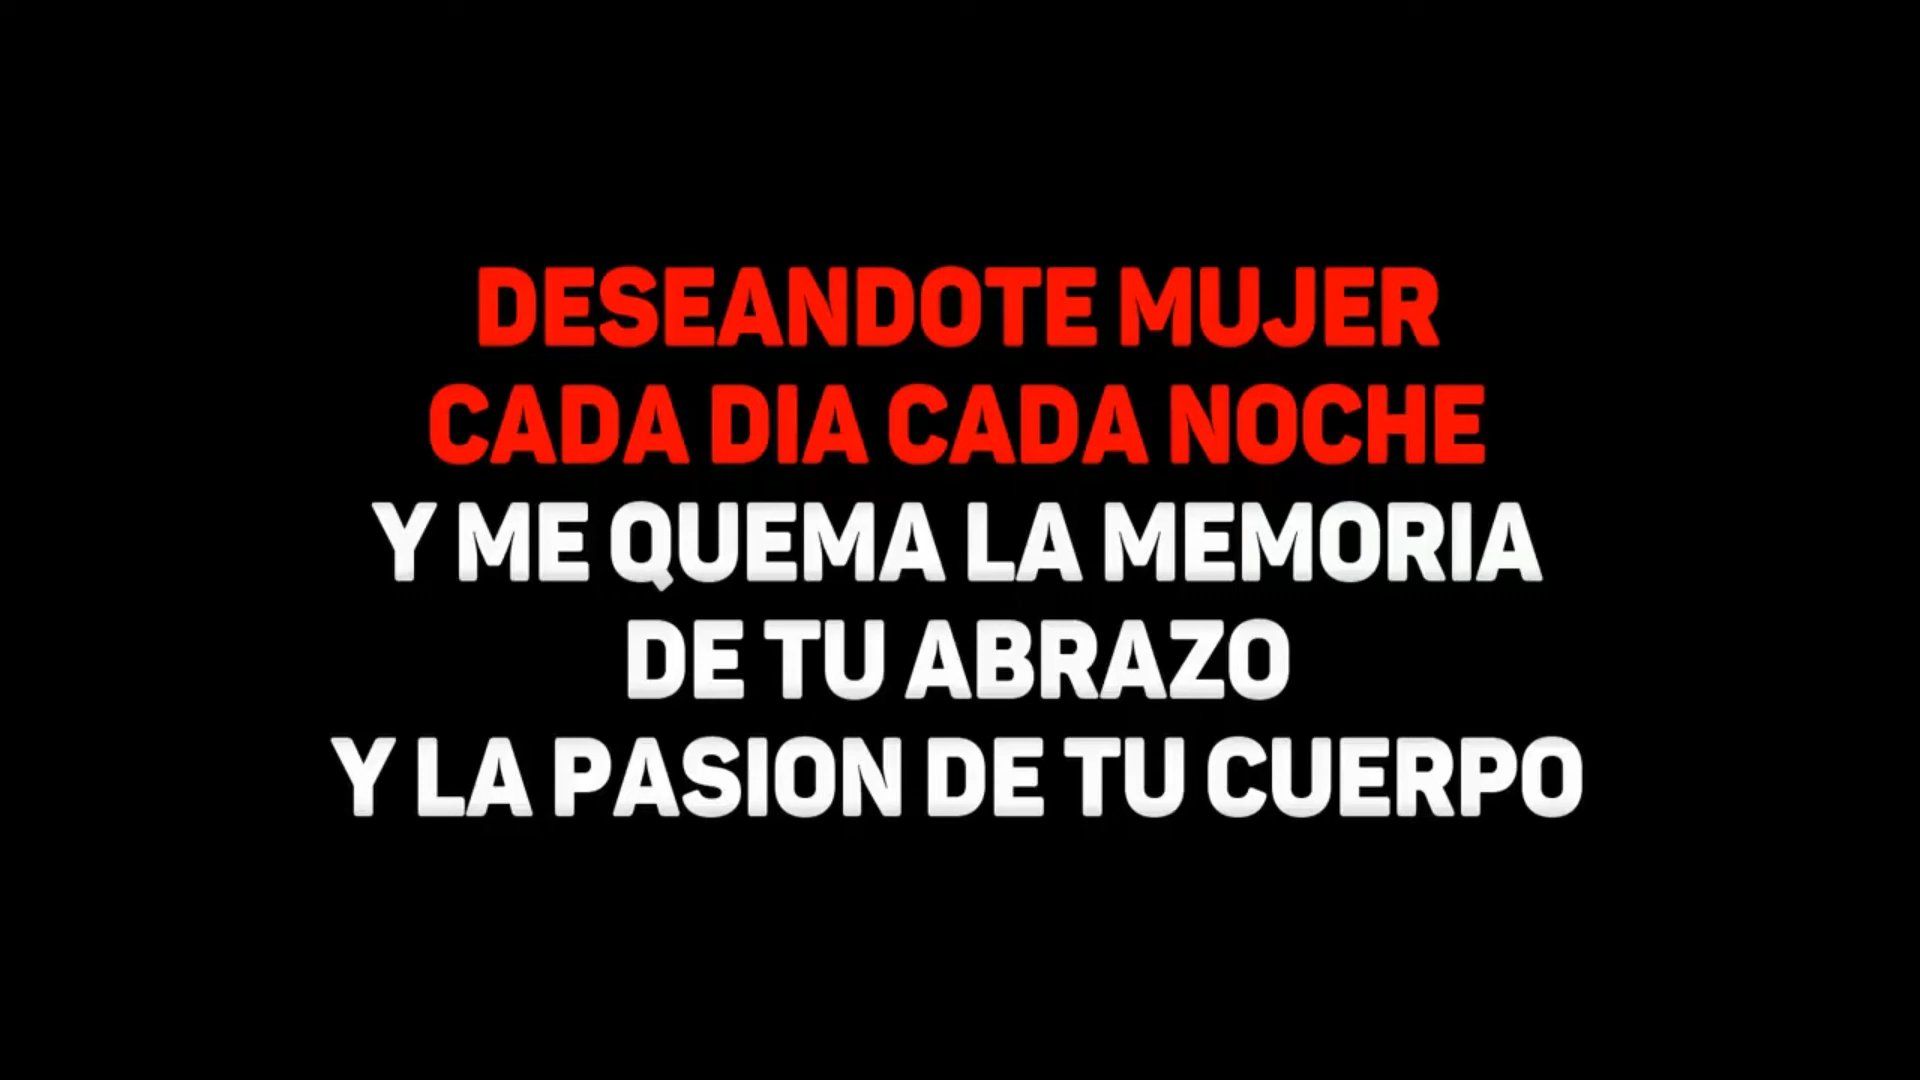 DESEANDOTE MUJER
CADA DIA CADA NOCHE
Y ME QUEMA LA MEMORIA
DE TU ABRAZO
Y LA PASION DE TU CUERPO